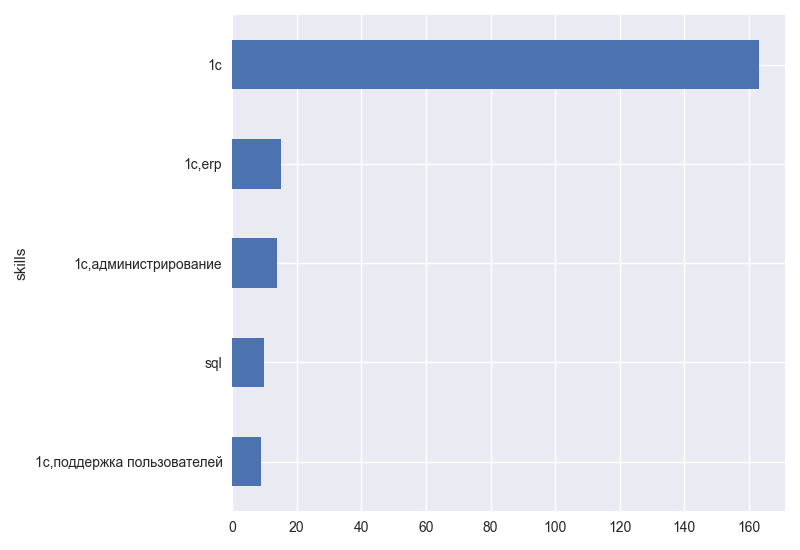 1c
1c,erp
1c,администрирование
sql
1c,поддержка пользователей
skills
0 20 40 60 80 100 120 140 160